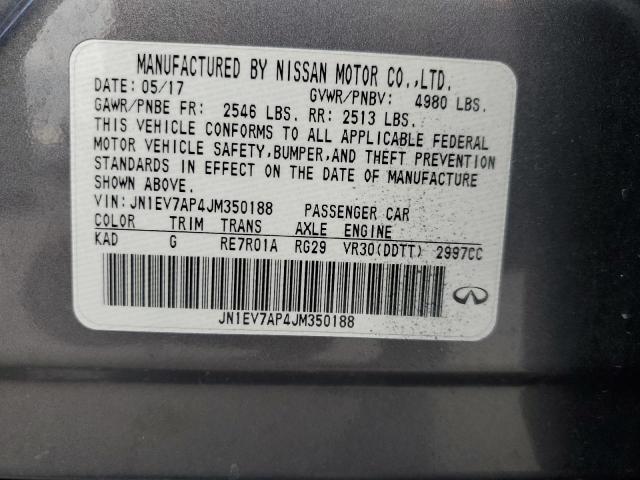 MANUFACTURED BY NISSAN MOTOR CO.,LTD.
DATE: 05/17 GVWR/PNBV: 4980 LBS.
GAWR/PNBE FR: 2546 LBS. RR: 2513 LBS.
THIS VEHICLE CONFORMS TO ALL APPLICABLE FEDERAL
MOTOR VEHICLE SAFETY,BUMPER,AND THEFT PREVENTION
STANDARDS IN EFFECT ON THE DATE OF MANUFACTURE
SHOWN ABOVE.
VIN: JN1EV7AP4JM350188 PASSENGER CAR
COLOR TRIM TRANS AXLE ENGINE
KAD G RE7R01A RG29 VR30(DDTT) 2997CC
JN1EV7AP4JM350188